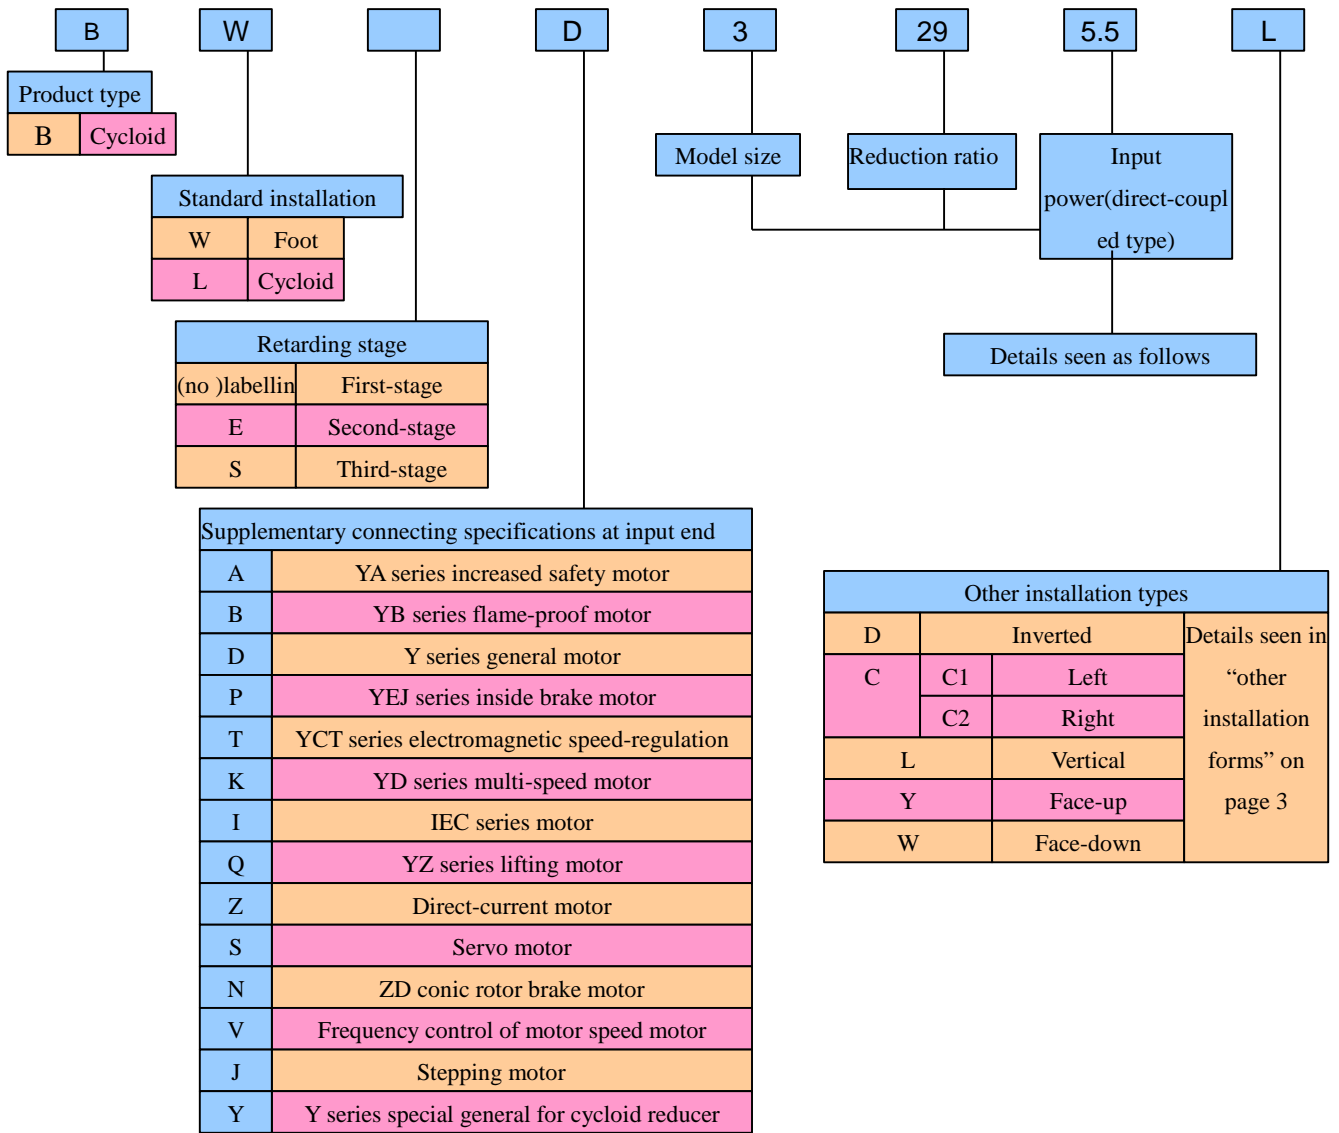 B W D 3 29 5.5 L
Product type
B Cycloid
Standard installation
W Foot
L Cycloid
Retarding stage
(no )labellin First-stage
E Second-stage
S Third-stage
Supplementary connecting specifications at input end
A YA series increased safety motor
B YB series flame-proof motor
D Y series general motor
P YEJ series inside brake motor
T YCT series electromagnetic speed-regulation
K YD series multi-speed motor
I IEC series motor
Q YZ series lifting motor
Z Direct-current motor
S Servo motor
N ZD conic rotor brake motor
V Frequency control of motor speed motor
J Stepping motor
Y Y series special general for cycloid reducer
Model size
Reduction ratio
Input
power(direct-coupl
ed type)
Details seen as follows
Other installation types
D Inverted
C C1 Left
C2 Right
L Vertical
Y Face-up
W Face-down
Details seen in
“other
installation
forms” on
page 3